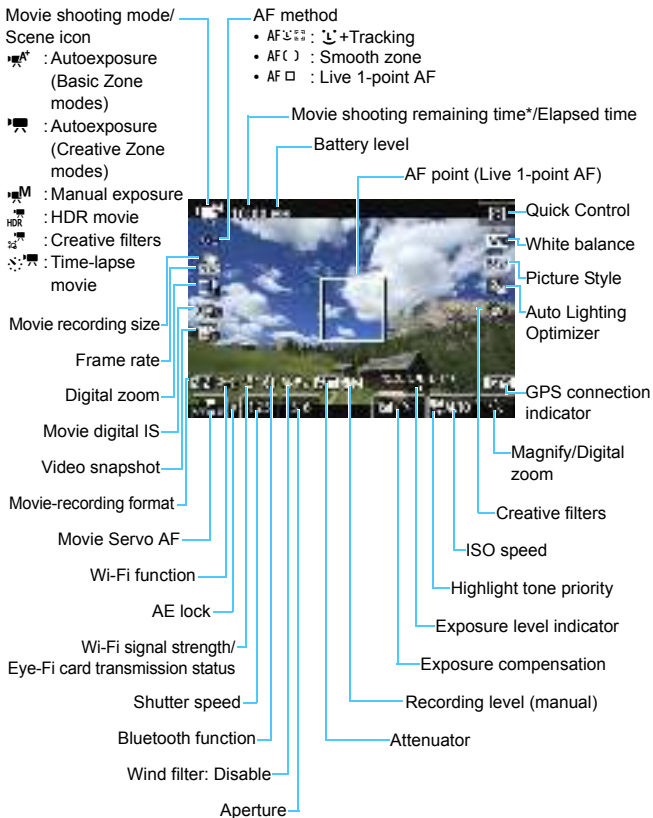 Movie shooting mode/
Scene icon
: Autoexposure
(Basic Zone
modes)
: Autoexposure
(Creative Zone
modes)
M : Manual exposure
HDR : HDR movie
: Creative filters
: Time-lapse
movie
AF method
• AF : +Tracking
• AF( ) : Smooth zone
• AF □ : Live 1-point AF
Movie shooting remaining time*/Elapsed time
Battery level
AF point (Live 1-point AF)
Quick Control
White balance
Picture Style
Auto Lighting
Optimizer
GPS connection
indicator
Magnify/Digital
zoom
Creative filters
ISO speed
Highlight tone priority
Exposure level indicator
Exposure compensation
Recording level (manual)
Attenuator
Movie recording size
Frame rate
Digital zoom
Movie digital IS
Video snapshot
Movie-recording format
Movie Servo AF
Wi-Fi function
AE lock
Wi-Fi signal strength/
Eye-Fi card transmission status
Shutter speed
Bluetooth function
Wind filter: Disable
Aperture